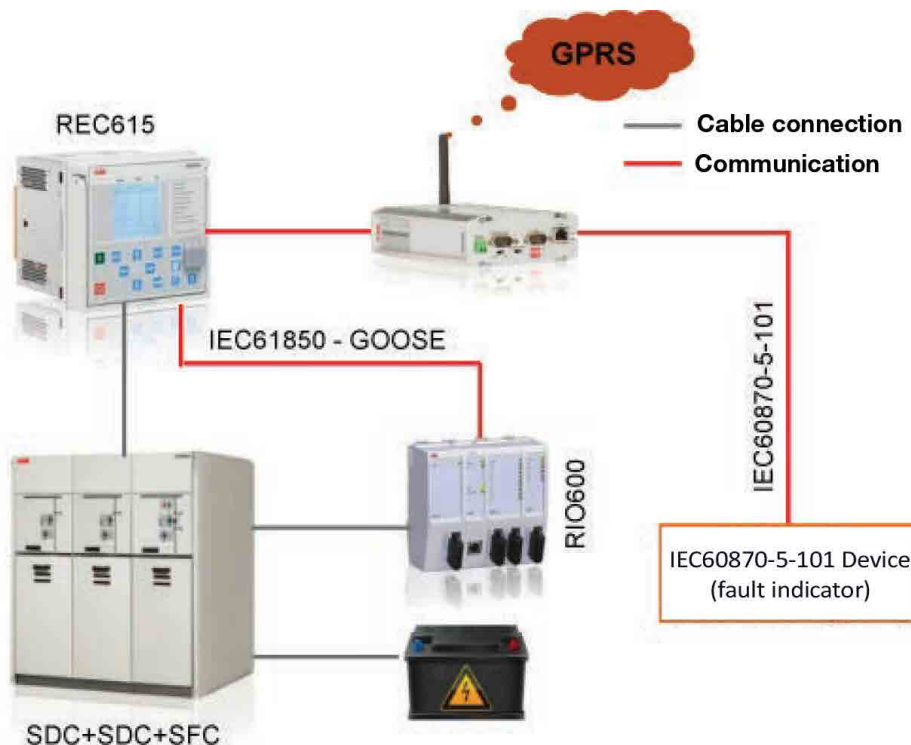 GPRS
REC615
Cable connection
Communication
IEC61850 - GOOSE
IEC60870-5-101
RIO600
IEC60870-5-101 Device
(fault indicator)
SDC+SDC+SFC